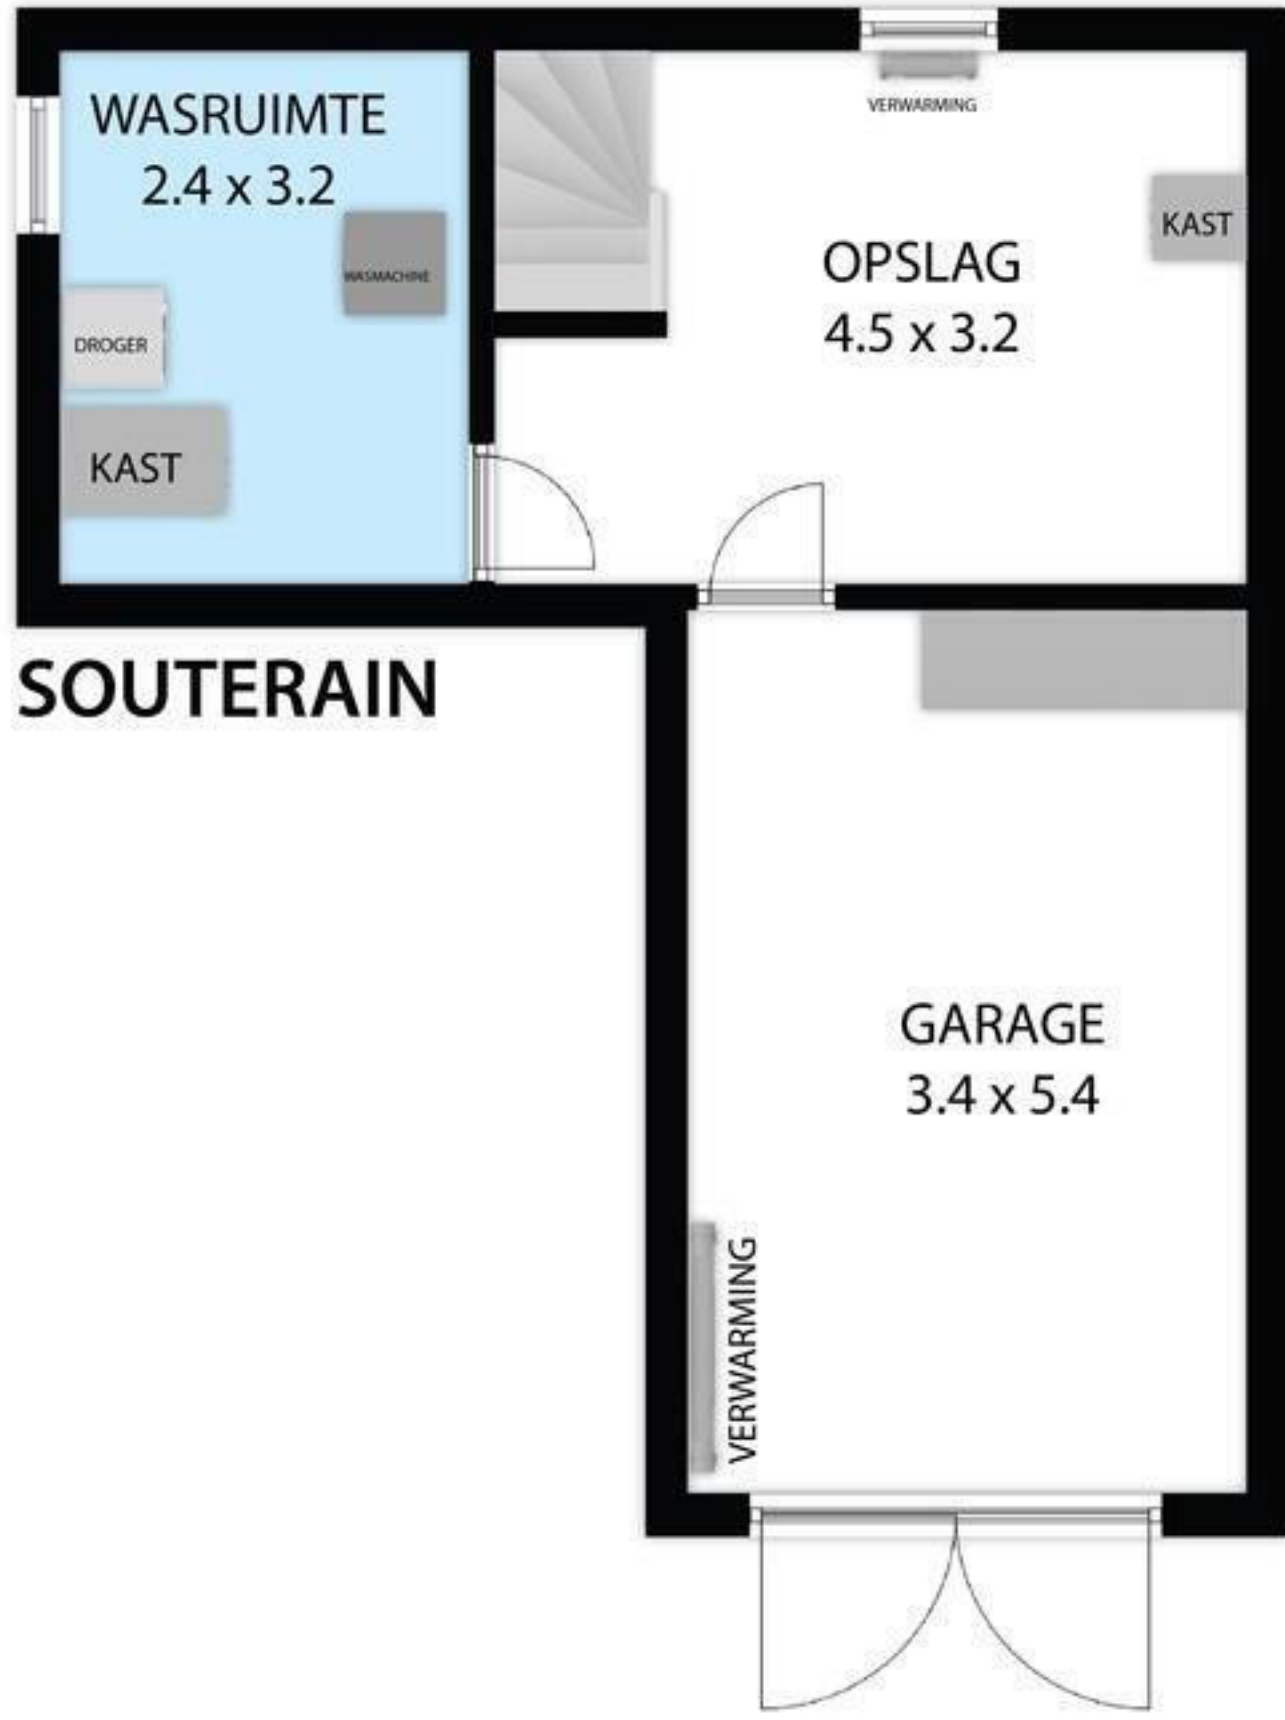 WASRUIMTE
2.4 x 3.2
WASMACHINE
DROGER
KAST
VERWARMING
KAST
OPSLAG
4.5 x 3.2
SOUTERAIN
GARAGE
3.4 x 5.4
VERWARMING